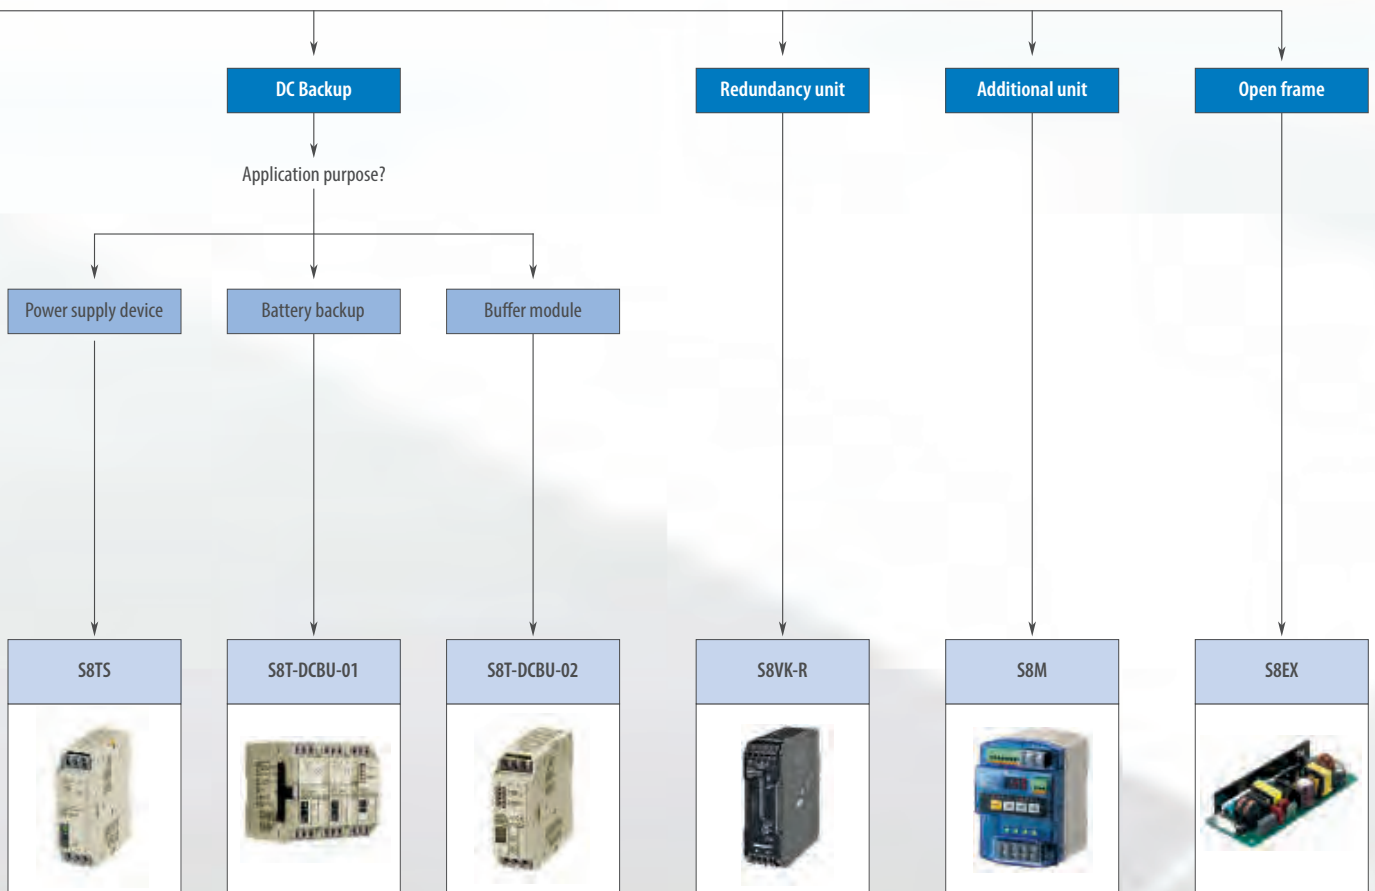 DC Backup
Redundancy unit
Additional unit
Open frame
Application purpose?
Power supply device
Battery backup
Buffer module
S8TS
S8T-DCBU-01
S8T-DCBU-02
S8VK-R
S8M
S8EX